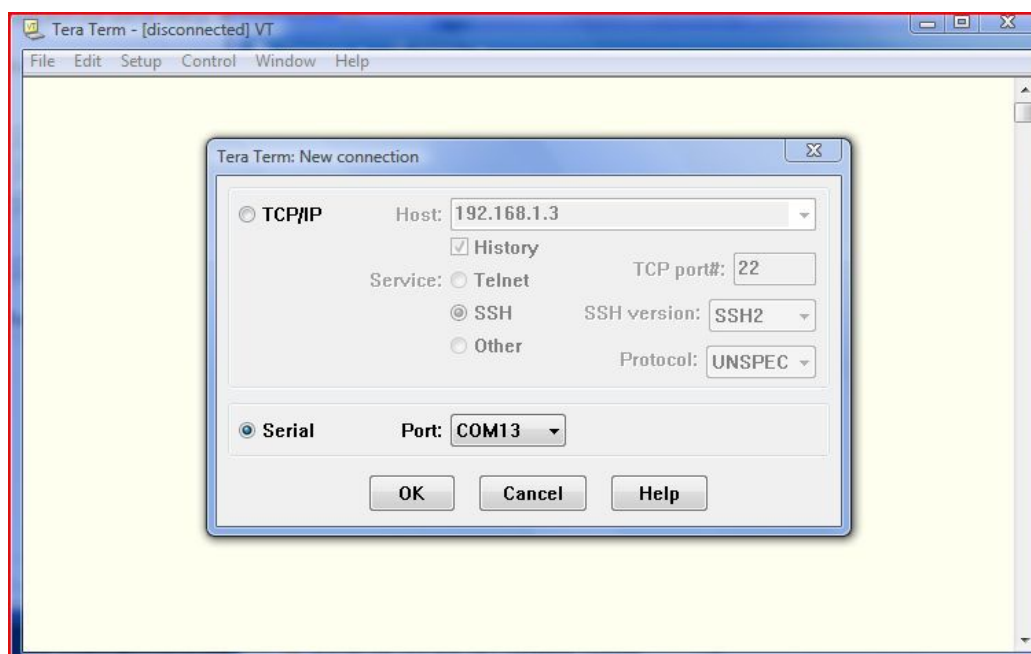 Tera Term - [disconnected] VT
File Edit Setup Control Window Help
Tera Term: New connection
TCP/IP Host: 192.168.1.3
History
Service: Telnet TCP port#: 22
SSH SSH version: SSH2
Other Protocol: UNSPEC
Serial Port: COM13
OK Cancel Help